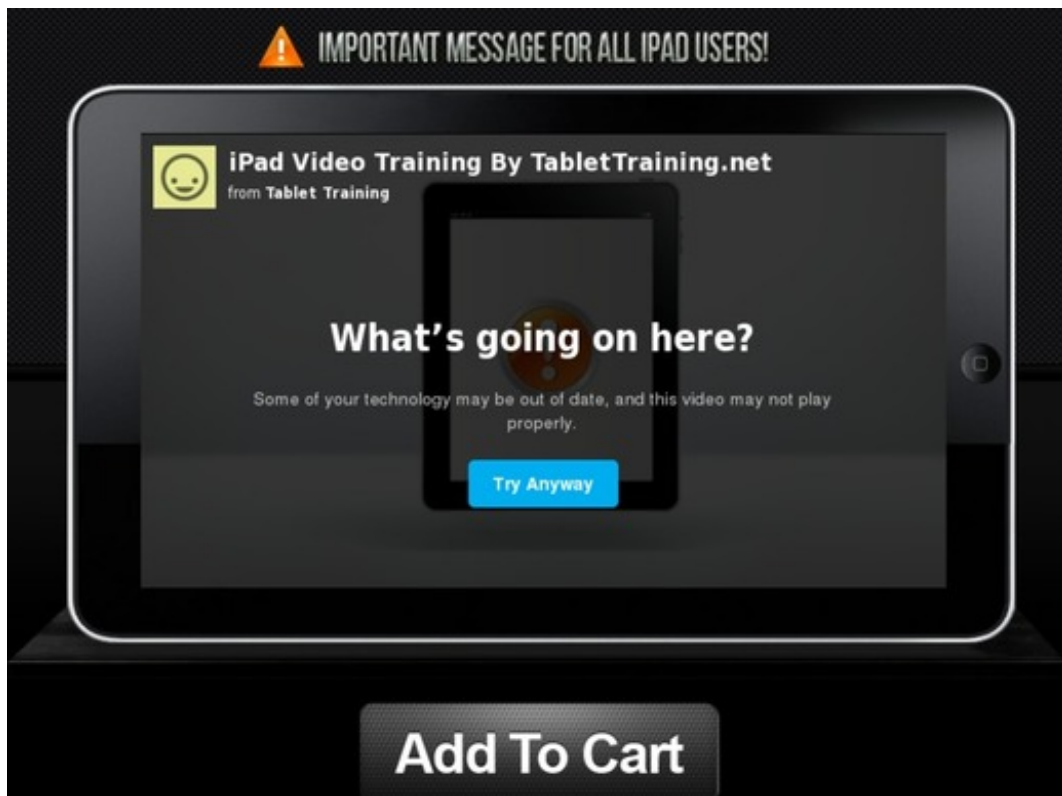 IMPORTANT MESSAGE FOR ALL IPAD USERS!
iPad Video Training By TabletTraining.net
from Tablet Training
What's going on here?
Some of your technology may be out of date, and this video may not play
properly.
Try Anyway
Add To Cart